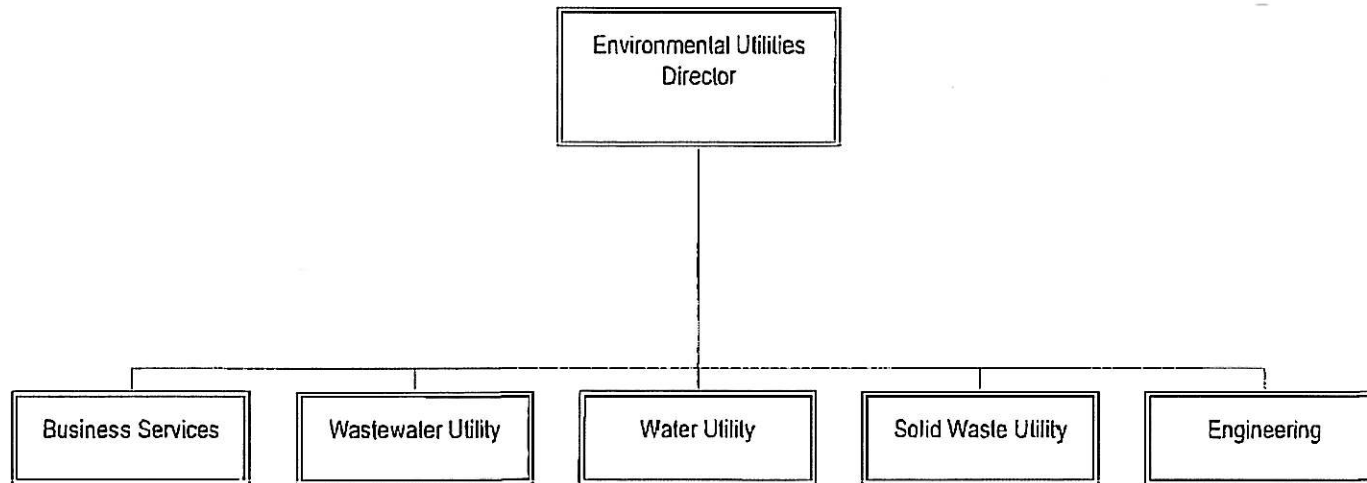 Environmental Utilities
Director
Business Services
Wastewater Utility
Water Utility
Solid Waste Utility
Engineering